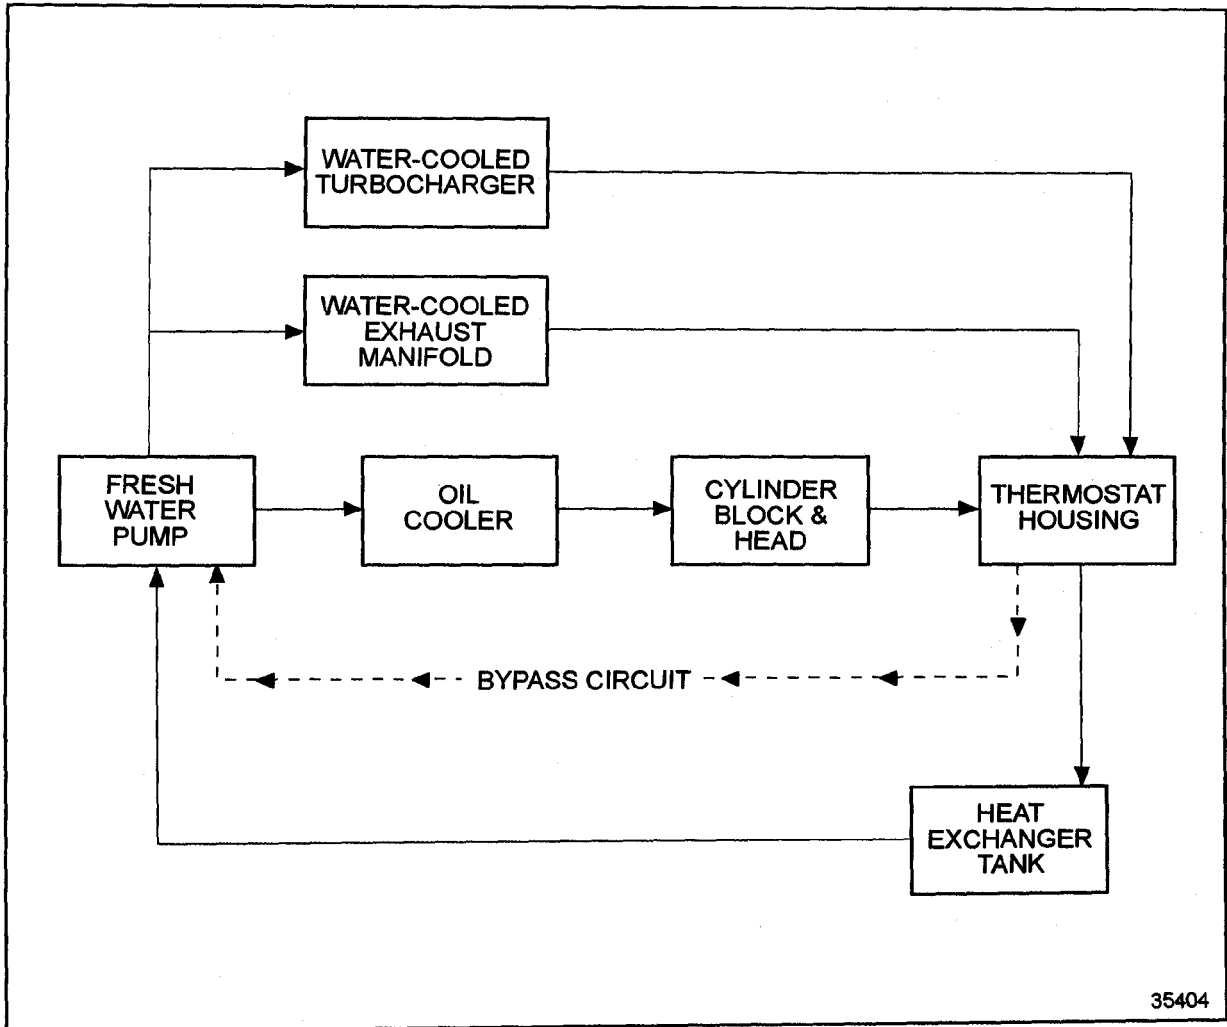 WATER-COOLED
TURBOCHARGER
WATER-COOLED
EXHAUST
MANIFOLD
FRESH
WATER
PUMP
OIL
COOLER
CYLINDER
BLOCK &
HEAD
THERMOSTAT
HOUSING
BYPASS CIRCUIT
HEAT
EXCHANGER
TANK
35404